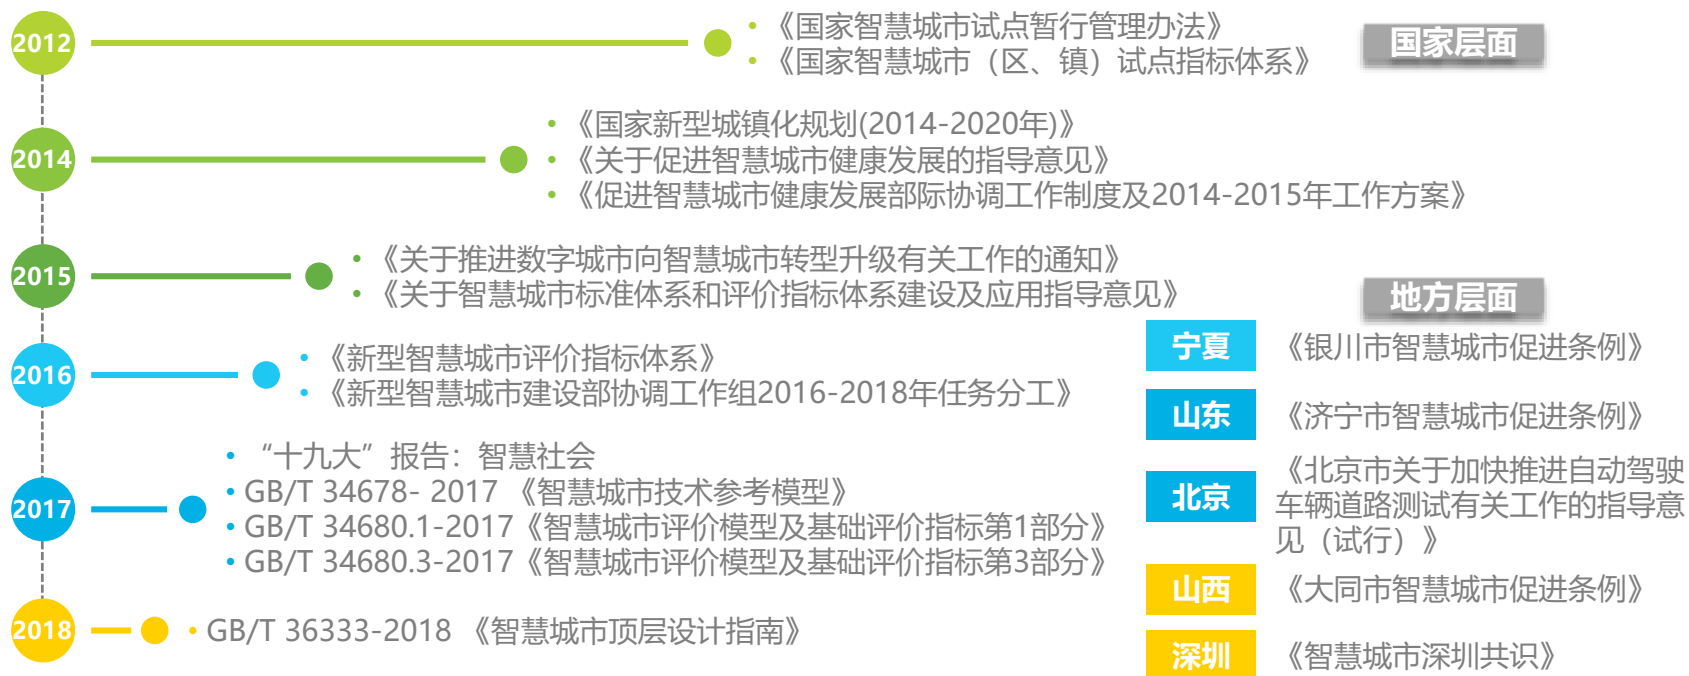 2012
• 《国家智慧城市试点暂行管理办法》
• 《国家智慧城市（区、镇）试点指标体系》
国家层面
2014
• 《国家新型城镇化规划(2014-2020年)》
• 《关于促进智慧城市健康发展的指导意见》
• 《促进智慧城市健康发展部际协调工作制度及2014-2015年工作方案》
2015
• 《关于推进数字城市向智慧城市转型升级有关工作的通知》
• 《关于智慧城市标准体系和评价指标体系建设及应用指导意见》
2016
• 《新型智慧城市评价指标体系》
• 《新型智慧城市建设部协调工作组2016-2018年任务分工》
2017
• “十九大”报告：智慧社会
• GB/T 34678- 2017 《智慧城市技术参考模型》
• GB/T 34680.1-2017《智慧城市评价模型及基础评价指标第1部分》
• GB/T 34680.3-2017《智慧城市评价模型及基础评价指标第3部分》
2018
• GB/T 36333-2018 《智慧城市顶层设计指南》
地方层面
宁夏
《银川市智慧城市促进条例》
山东
《济宁市智慧城市促进条例》
北京
《北京市关于加快推进自动驾驶
车辆道路测试有关工作的指导意
见（试行）》
山西
《大同市智慧城市促进条例》
深圳
《智慧城市深圳共识》